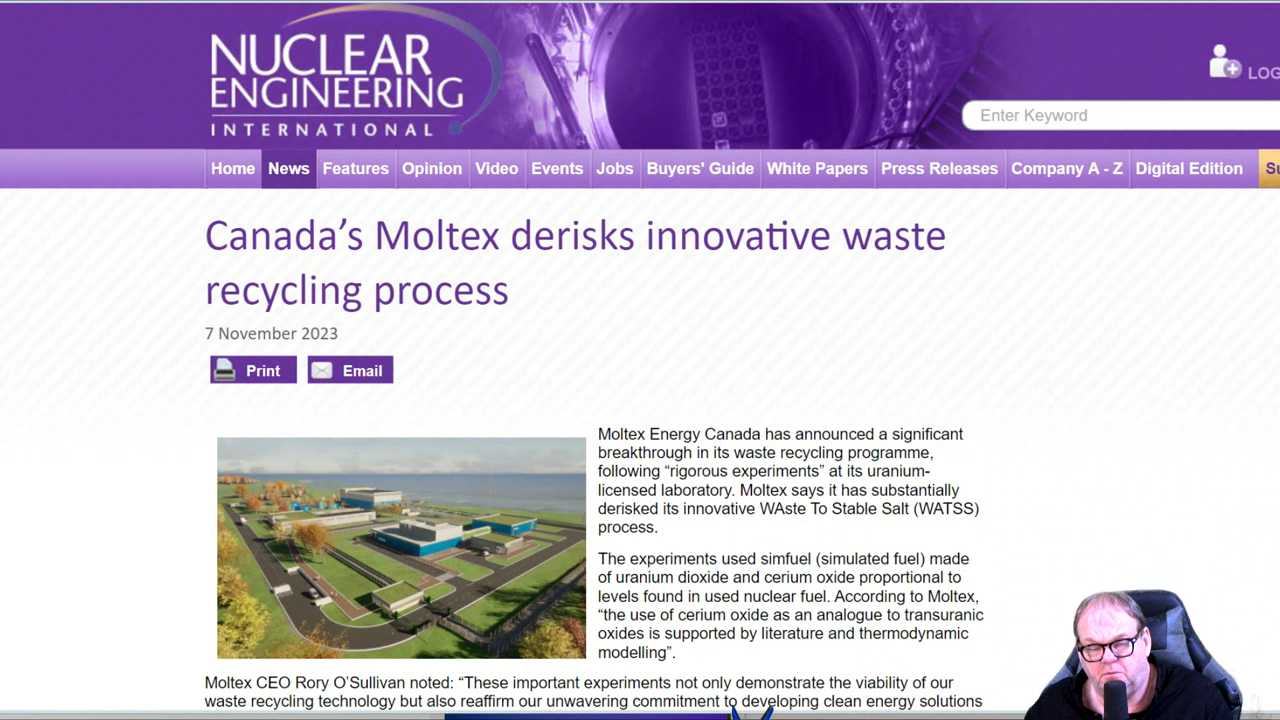 NUCLEAR
ENGINEERING
INTERNATIONAL
LOG
Enter Keyword
Home News Features Opinion Video Events Jobs Buyers' Guide White Papers Press Releases Company A - Z Digital Edition Su
Canada’s Moltex derisks innovative waste
recycling process
7 November 2023
Print Email
Moltex Energy Canada has announced a significant
breakthrough in its waste recycling programme,
following “rigorous experiments” at its uranium-
licensed laboratory. Moltex says it has substantially
derisked its innovative WAste To Stable Salt (WATSS)
process.
The experiments used simfuel (simulated fuel) made
of uranium dioxide and cerium oxide proportional to
levels found in used nuclear fuel. According to Moltex,
“the use of cerium oxide as an analogue to transuranic
oxides is supported by literature and thermodynamic
modelling”.
Moltex CEO Rory O’Sullivan noted: “These important experiments not only demonstrate the viability of our
waste recycling technology but also reaffirm our unwavering commitment to developing clean energy solutions